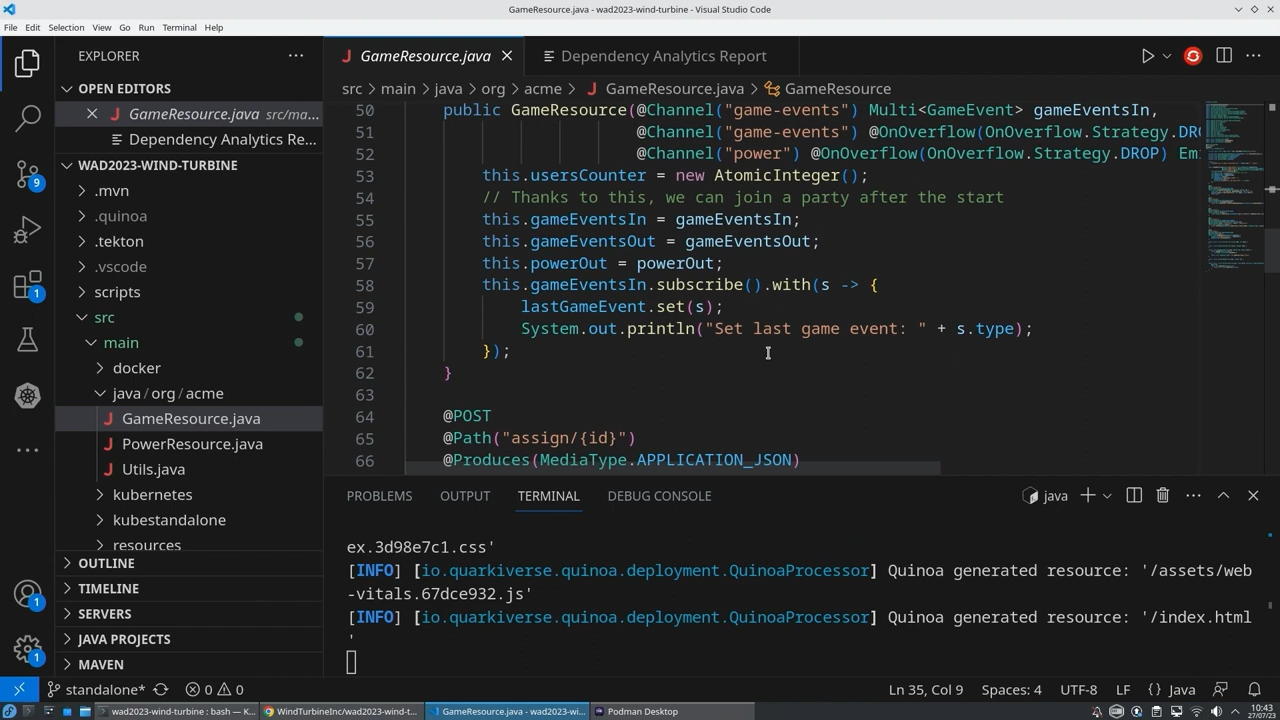 GameResource.java - wad2023-wind-turbine - Visual Studio Code
File Edit Selection View Go Run Terminal Help
EXPLORER
OPEN EDITORS
GameResource.java src/ma...
Dependency Analytics Re...
WAD2023-WIND-TURBINE
.mvn
.quinoa
.tekton
.vscode
scripts
src
main
docker
java/org/acme
GameResource.java
PowerResource.java
Utils.java
kubernetes
kubestandalone
resources
OUTLINE
TIMELINE
SERVERS
JAVA PROJECTS
MAVEN
9
1
1
1
GameResource.java
Dependency Analytics Report
src > main > java > org > acme > GameResource.java > GameResource
50 public GameResource(@Channel("game-events") Multi<GameEvent> gameEventsIn,
51 @Channel("game-events") @OnOverflow(OnOverflow.Strategy.DRO
52 @Channel("power") @OnOverflow(OnOverflow.Strategy.DROP) Emi
53 this.usersCounter = new AtomicInteger();
54 // Thanks to this, we can join a party after the start
55 this.gameEventsIn = gameEventsIn;
56 this.gameEventsOut = gameEventsOut;
57 this.powerOut = powerOut;
58 this.gameEventsIn.subscribe().with(s -> {
59 lastGameEvent.set(s);
60 System.out.println("Set last game event: " + s.type);
61 });
62 }
63
64 @POST
65 @Path("assign/{id}")
66 @Produces(MediaType.APPLICATION_JSON)
PROBLEMS OUTPUT TERMINAL DEBUG CONSOLE
java
ex.3d98e7c1.css'
[INFO] [io.quarkiverse.quinoa.deployment.QuinoaProcessor] Quinoa generated resource: '/assets/web
-vitals.67dce932.js'
[INFO] [io.quarkiverse.quinoa.deployment.QuinoaProcessor] Quinoa generated resource: '/index.html
'
standalone* 0 0 Ln 35, Col 9 Spaces: 4 UTF-8 LF {} Java
wad2023-wind-turbine : bash — K... WindTurbineInc/wad2023-wind-t... GameResource.java - wad2023-wi... Podman Desktop
10:43
27/07/23